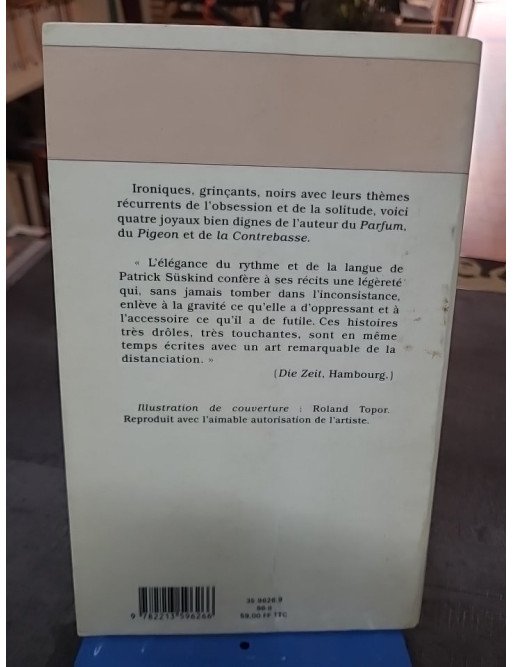 Ironiques, grinçants, noirs avec leurs thèmes
récurrents de l'obsession et de la solitude, voici
quatre joyaux bien dignes de l'auteur du Parfum,
du Pigeon et de la Contrebasse.
« L'élégance du rythme et de la langue de
Patrick Süskind confère à ses récits une légèreté
qui, sans jamais tomber dans l'inconsistance,
enlève à la gravité ce qu'elle a d'oppressant et à
l'accessoire ce qu'il a de futile. Ces histoires
très drôles, très touchantes, sont en même
temps écrites avec un art remarquable de la
distanciation. »
(Die Zeit, Hambourg.)
Illustration de couverture : Roland Topor.
Reproduit avec l'aimable autorisation de l'artiste.
59,00 FF TTC
9 782213 596266